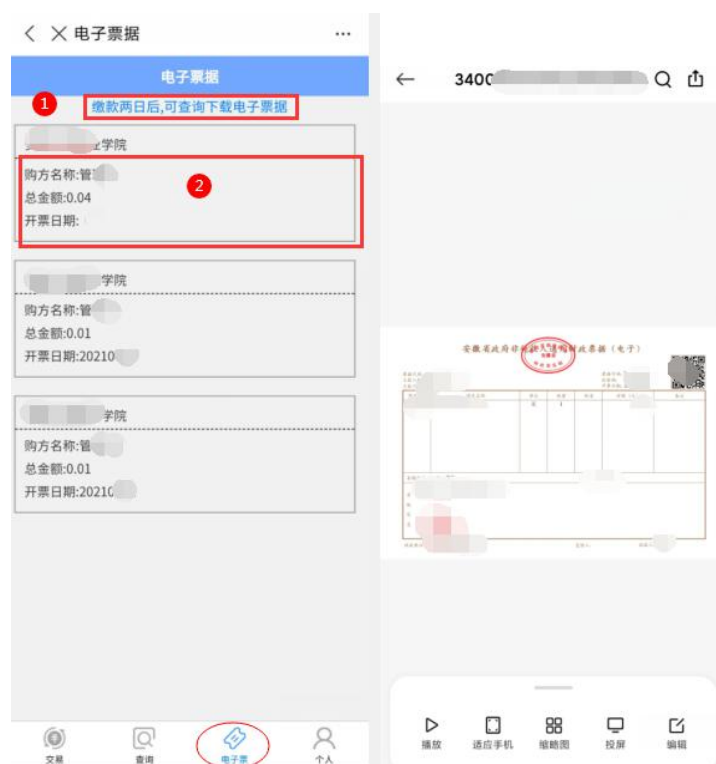 电子票据
电子票据
1
缴款两日后,可查询下载电子票据
学院
购方名称:管
2
总金额:0.04
开票日期:
学院
购方名称:管
总金额:0.01
开票日期:20210
学院
购方名称:管
总金额:0.01
开票日期:20210
交易
查询
电子票
个人
3400
安徽省政府非税收入通用财政票据（电子）
播放
适应手机
缩略图
投屏
编辑